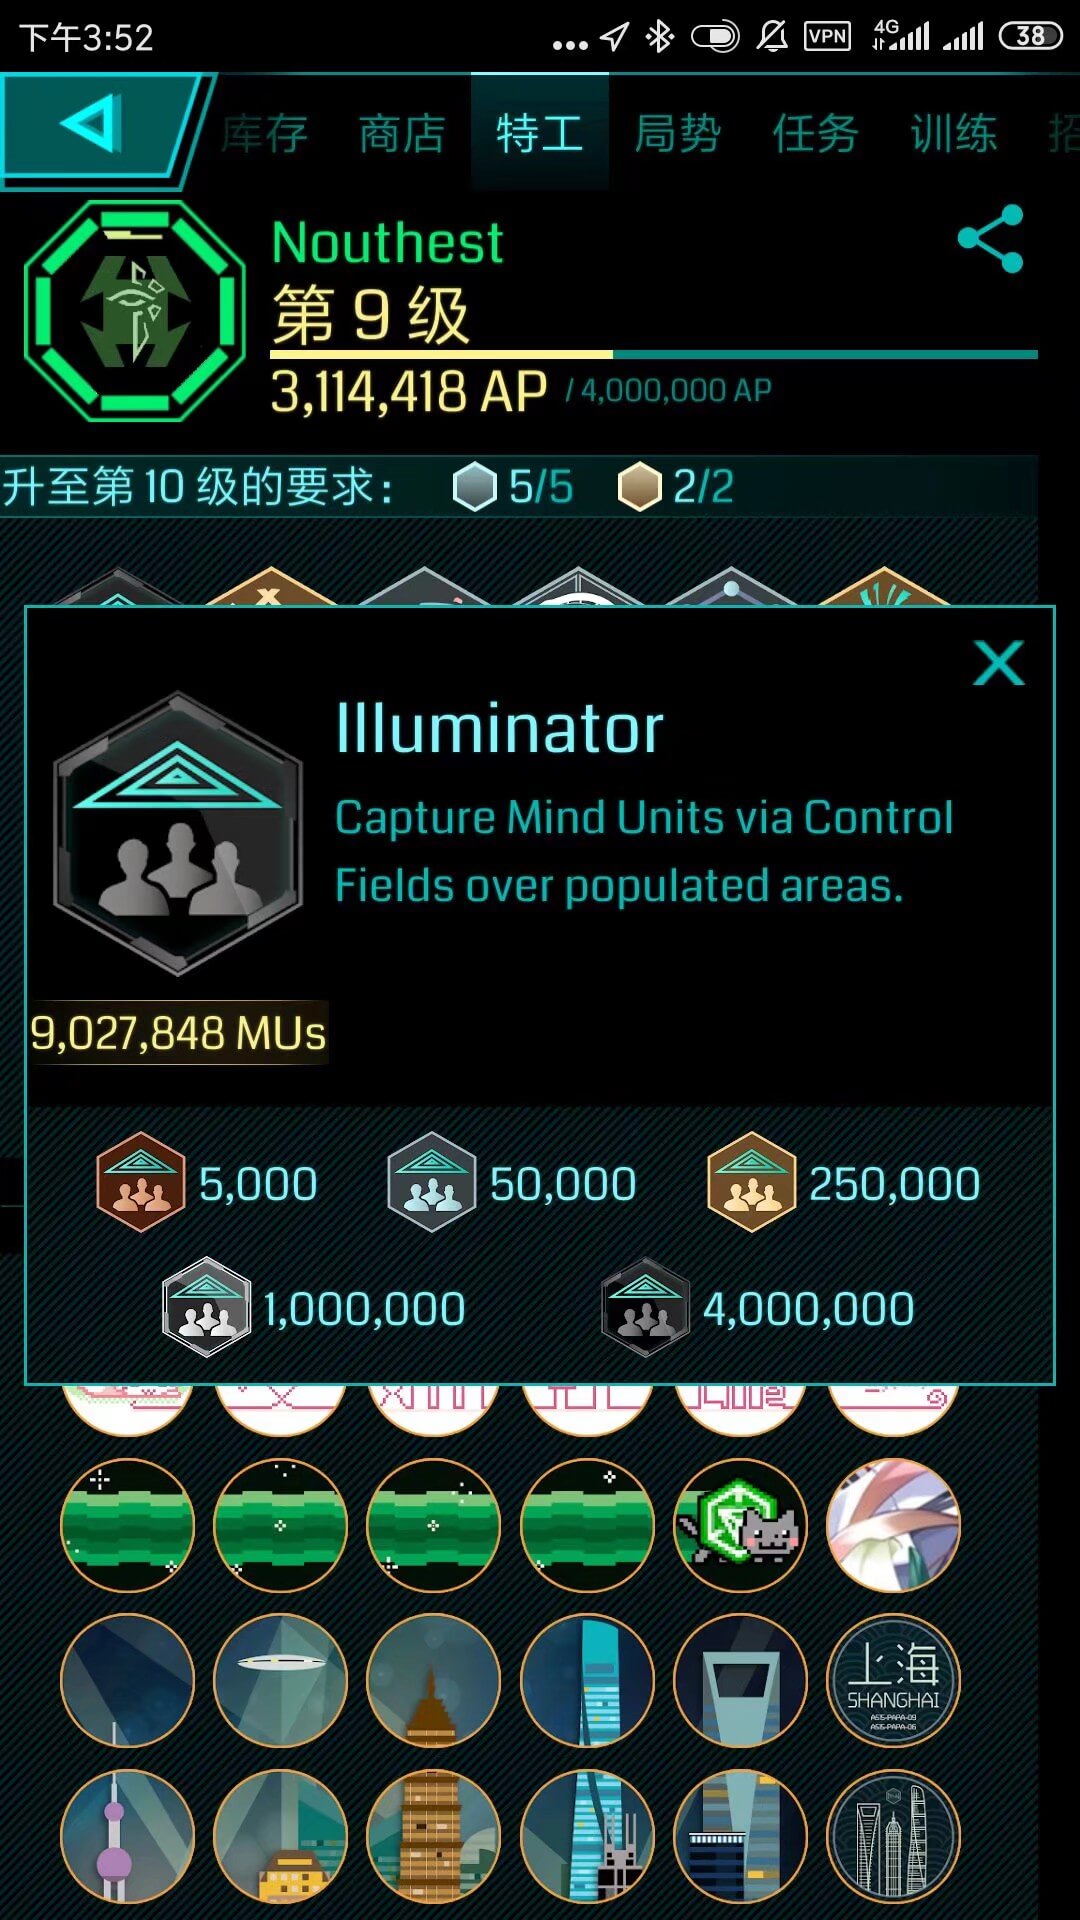 下午3:52
VPN
4G
38
库存 商店 特工 局势 任务 训练 招
Nouthest
第 9 级
3,114,418 AP / 4,000,000 AP
升至第 10 级的要求： 5/5 2/2
X
Illuminator
Capture Mind Units via Control
Fields over populated areas.
9,027,848 MUs
5,000 50,000 250,000
1,000,000 4,000,000
上海
SHANGHAI